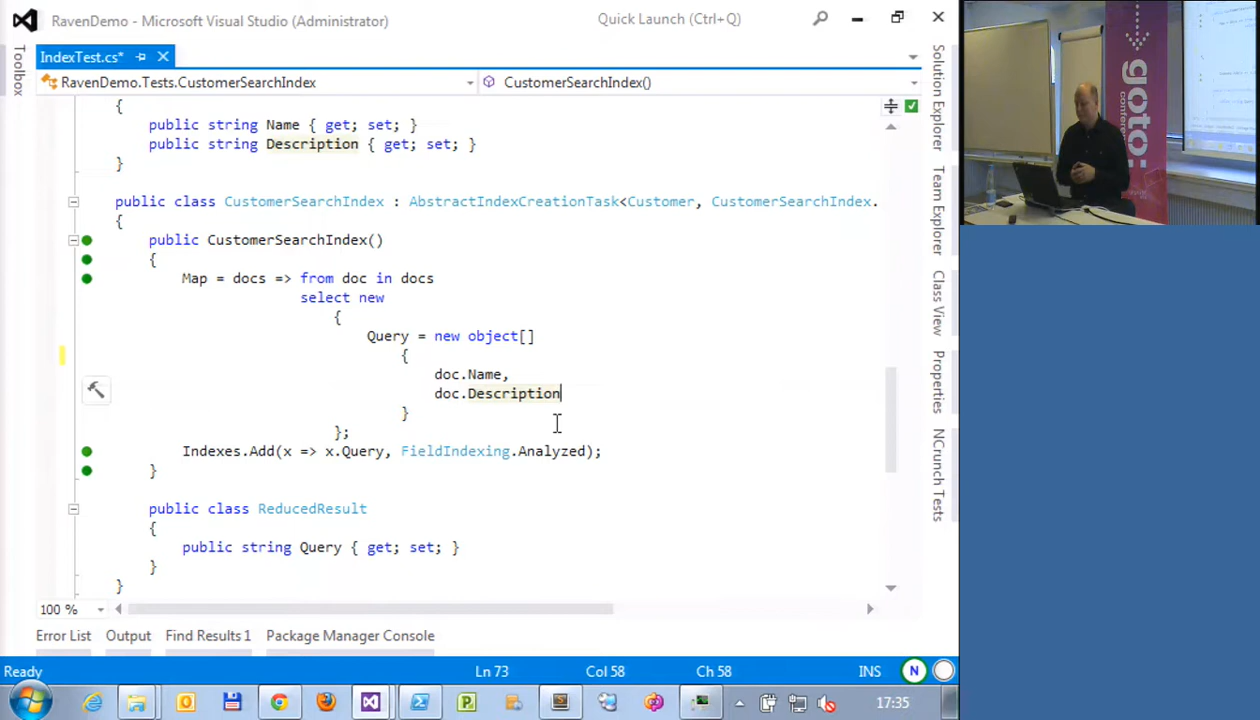 RavenDemo - Microsoft Visual Studio (Administrator)
Quick Launch (Ctrl+Q)
Toolbox
IndexTest.cs*
RavenDemo.Tests.CustomerSearchIndex
CustomerSearchIndex()
{
public string Name { get; set; }
public string Description { get; set; }
}
public class CustomerSearchIndex : AbstractIndexCreationTask<Customer, CustomerSearchIndex.
{
public CustomerSearchIndex()
{
Map = docs => from doc in docs
select new
{
Query = new object[]
{
doc.Name,
doc.Description
}
};
Indexes.Add(x => x.Query, FieldIndexing.Analyzed);
}
public class ReducedResult
{
public string Query { get; set; }
}
}
100 %
Error List
Output
Find Results 1
Package Manager Console
Ready
Ln 73
Col 58
Ch 58
INS
N
17:35
Solution Explorer
Team Explorer
Class View
Properties
NCrunch Tests
goto;
conference